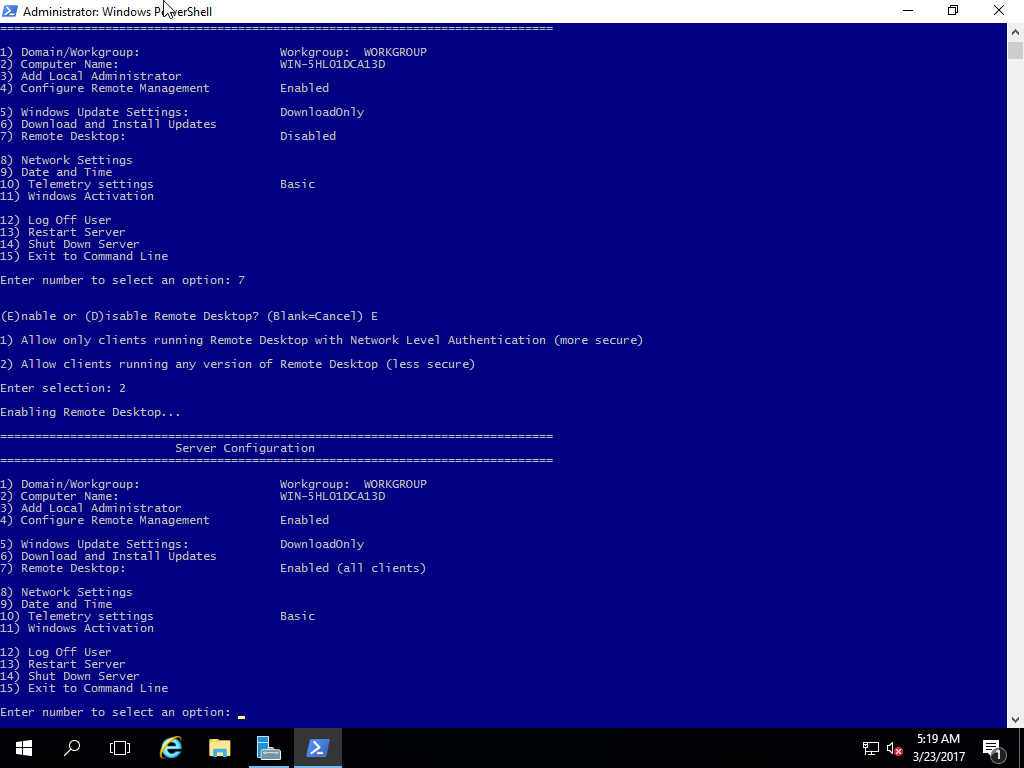 Administrator: Windows PowerShell
===============================================================================
1) Domain/Workgroup: Workgroup: WORKGROUP
2) Computer Name: WIN-5HLO1DCA13D
3) Add Local Administrator
4) Configure Remote Management Enabled
5) Windows Update Settings: DownloadOnly
6) Download and Install Updates
7) Remote Desktop: Disabled
8) Network Settings
9) Date and Time
10) Telemetry settings Basic
11) Windows Activation
12) Log Off User
13) Restart Server
14) Shut Down Server
15) Exit to Command Line
Enter number to select an option: 7
(E)nable or (D)isable Remote Desktop? (Blank=Cancel) E
1) Allow only clients running Remote Desktop with Network Level Authentication (more secure)
2) Allow clients running any version of Remote Desktop (less secure)
Enter selection: 2
Enabling Remote Desktop...
===============================================================================
Server Configuration
===============================================================================
1) Domain/Workgroup: Workgroup: WORKGROUP
2) Computer Name: WIN-5HLO1DCA13D
3) Add Local Administrator
4) Configure Remote Management Enabled
5) Windows Update Settings: DownloadOnly
6) Download and Install Updates
7) Remote Desktop: Enabled (all clients)
8) Network Settings
9) Date and Time
10) Telemetry settings Basic
11) Windows Activation
12) Log Off User
13) Restart Server
14) Shut Down Server
15) Exit to Command Line
Enter number to select an option:
5:19 AM
3/23/2017
1